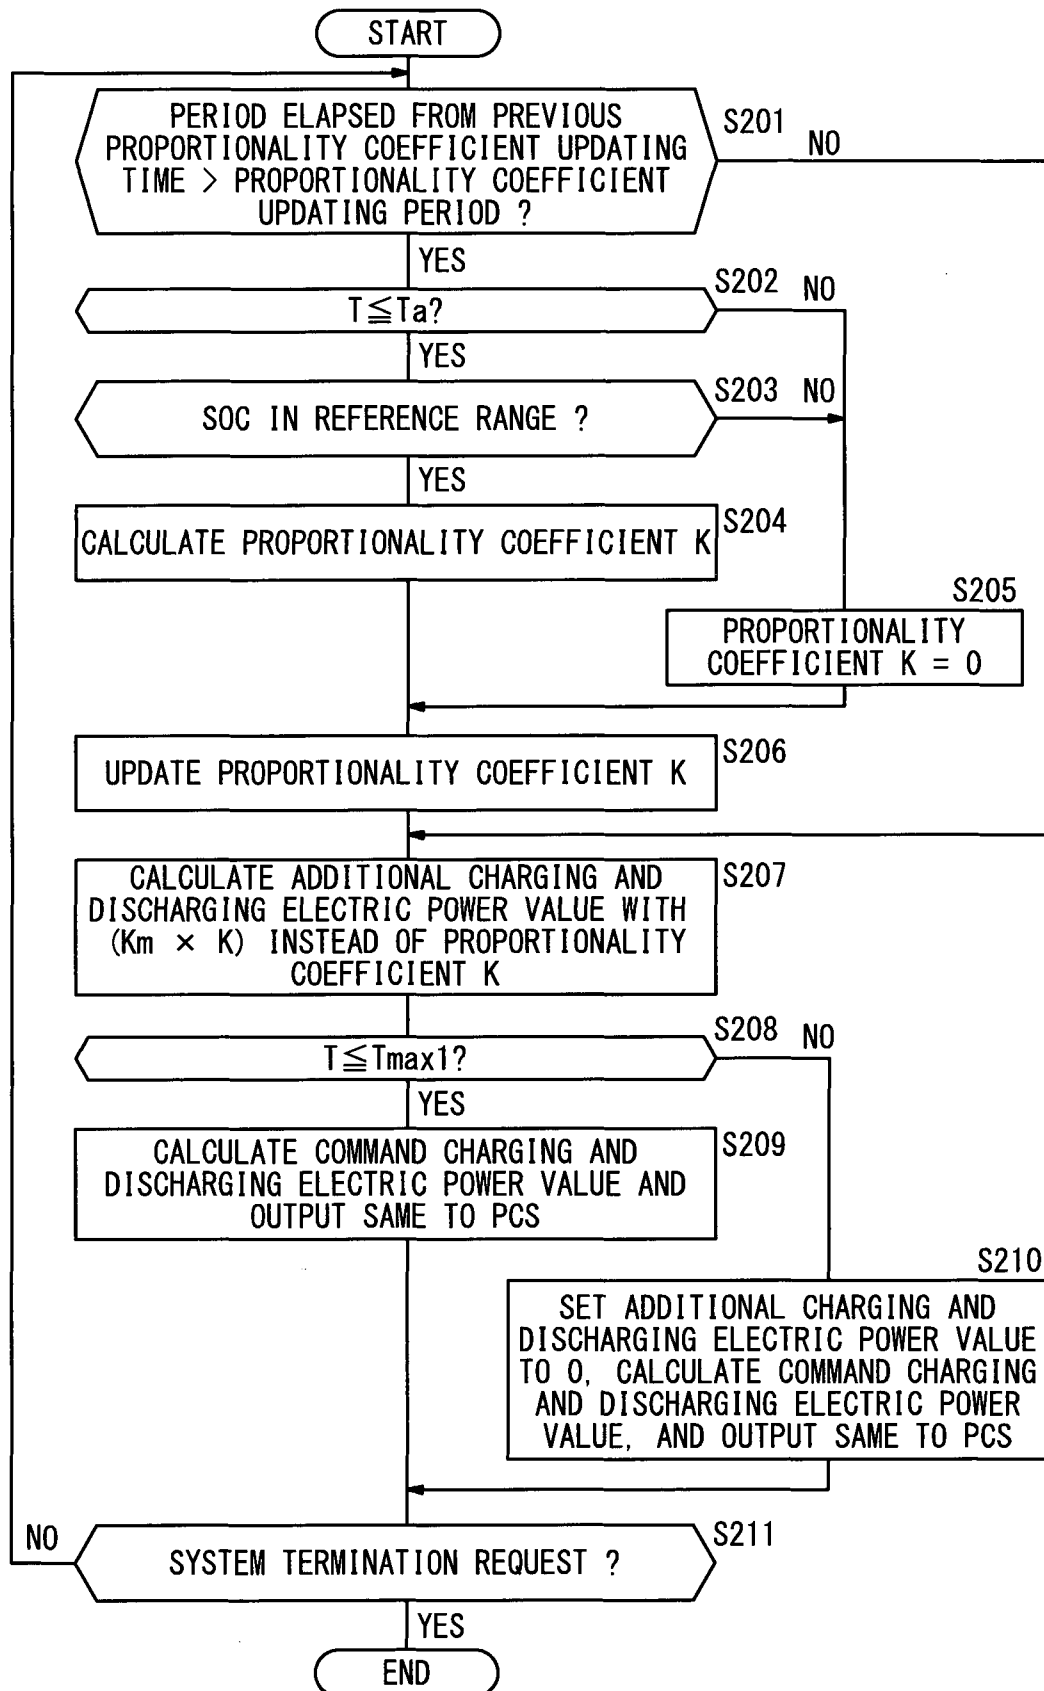 START
PERIOD ELAPSED FROM PREVIOUS
PROPORTIONALITY COEFFICIENT UPDATING
TIME > PROPORTIONALITY COEFFICIENT
UPDATING PERIOD ?
S201
NO
YES
T≦Ta?
S202
NO
YES
SOC IN REFERENCE RANGE ?
S203
NO
YES
CALCULATE PROPORTIONALITY COEFFICIENT K
S204
S205
PROPORTIONALITY
COEFFICIENT K = 0
UPDATE PROPORTIONALITY COEFFICIENT K
S206
CALCULATE ADDITIONAL CHARGING AND
DISCHARGING ELECTRIC POWER VALUE WITH
(Km × K) INSTEAD OF PROPORTIONALITY
COEFFICIENT K
S207
T≦Tmax1?
S208
NO
YES
CALCULATE COMMAND CHARGING AND
DISCHARGING ELECTRIC POWER VALUE AND
OUTPUT SAME TO PCS
S209
S210
SET ADDITIONAL CHARGING AND
DISCHARGING ELECTRIC POWER VALUE
TO 0, CALCULATE COMMAND CHARGING
AND DISCHARGING ELECTRIC POWER
VALUE, AND OUTPUT SAME TO PCS
NO
SYSTEM TERMINATION REQUEST ?
S211
YES
END